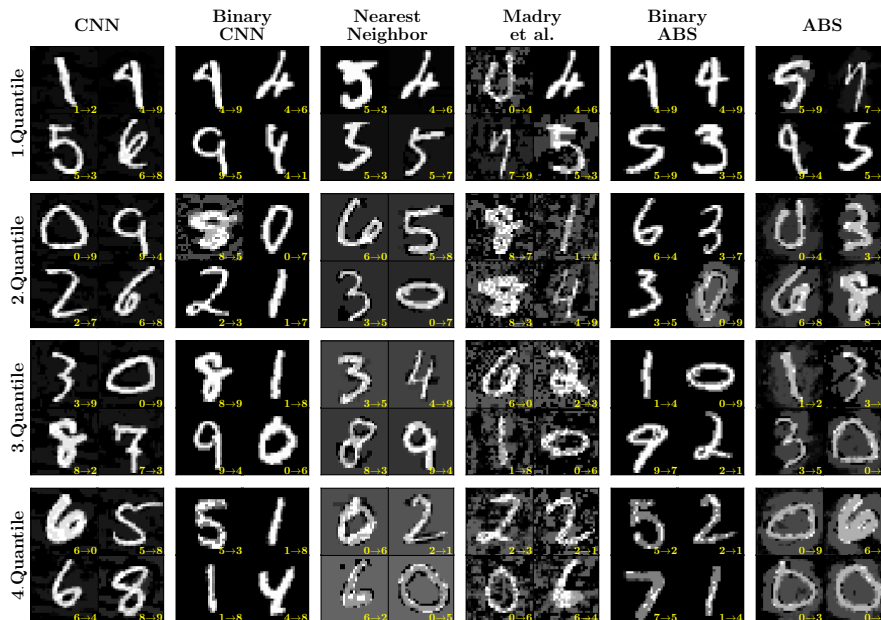 CNN Binary CNN Nearest Neighbor Madry et al. Binary ABS ABS
1.Quantile
1→2 4→9 4→9 4→6 5→3 4→6 0→4 4→6 4→9 4→9 5→9 7→
5→3 6→8 9→5 4→1 5→3 5→7 7→9 5→3 5→9 3→5 9→4 5→
2.Quantile
0→9 9→4 8→5 0→7 6→0 5→8 8→7 1→4 6→4 3→7 0→4 3→
2→7 6→8 2→3 1→7 3→5 0→7 8→3 4→9 3→5 0→9 6→8 8→
3.Quantile
3→9 0→9 8→9 1→8 3→5 4→9 6→0 2→3 1→4 0→9 1→2 3→
8→2 7→3 9→4 0→6 8→3 9→4 1→8 0→6 9→7 2→1 3→5 0→
4.Quantile
6→0 5→8 5→3 1→8 0→6 2→1 2→3 2→1 5→2 2→1 0→9 6→
6→4 8→9 1→8 4→8 6→2 0→5 0→6 6→4 7→5 1→4 0→3 0→